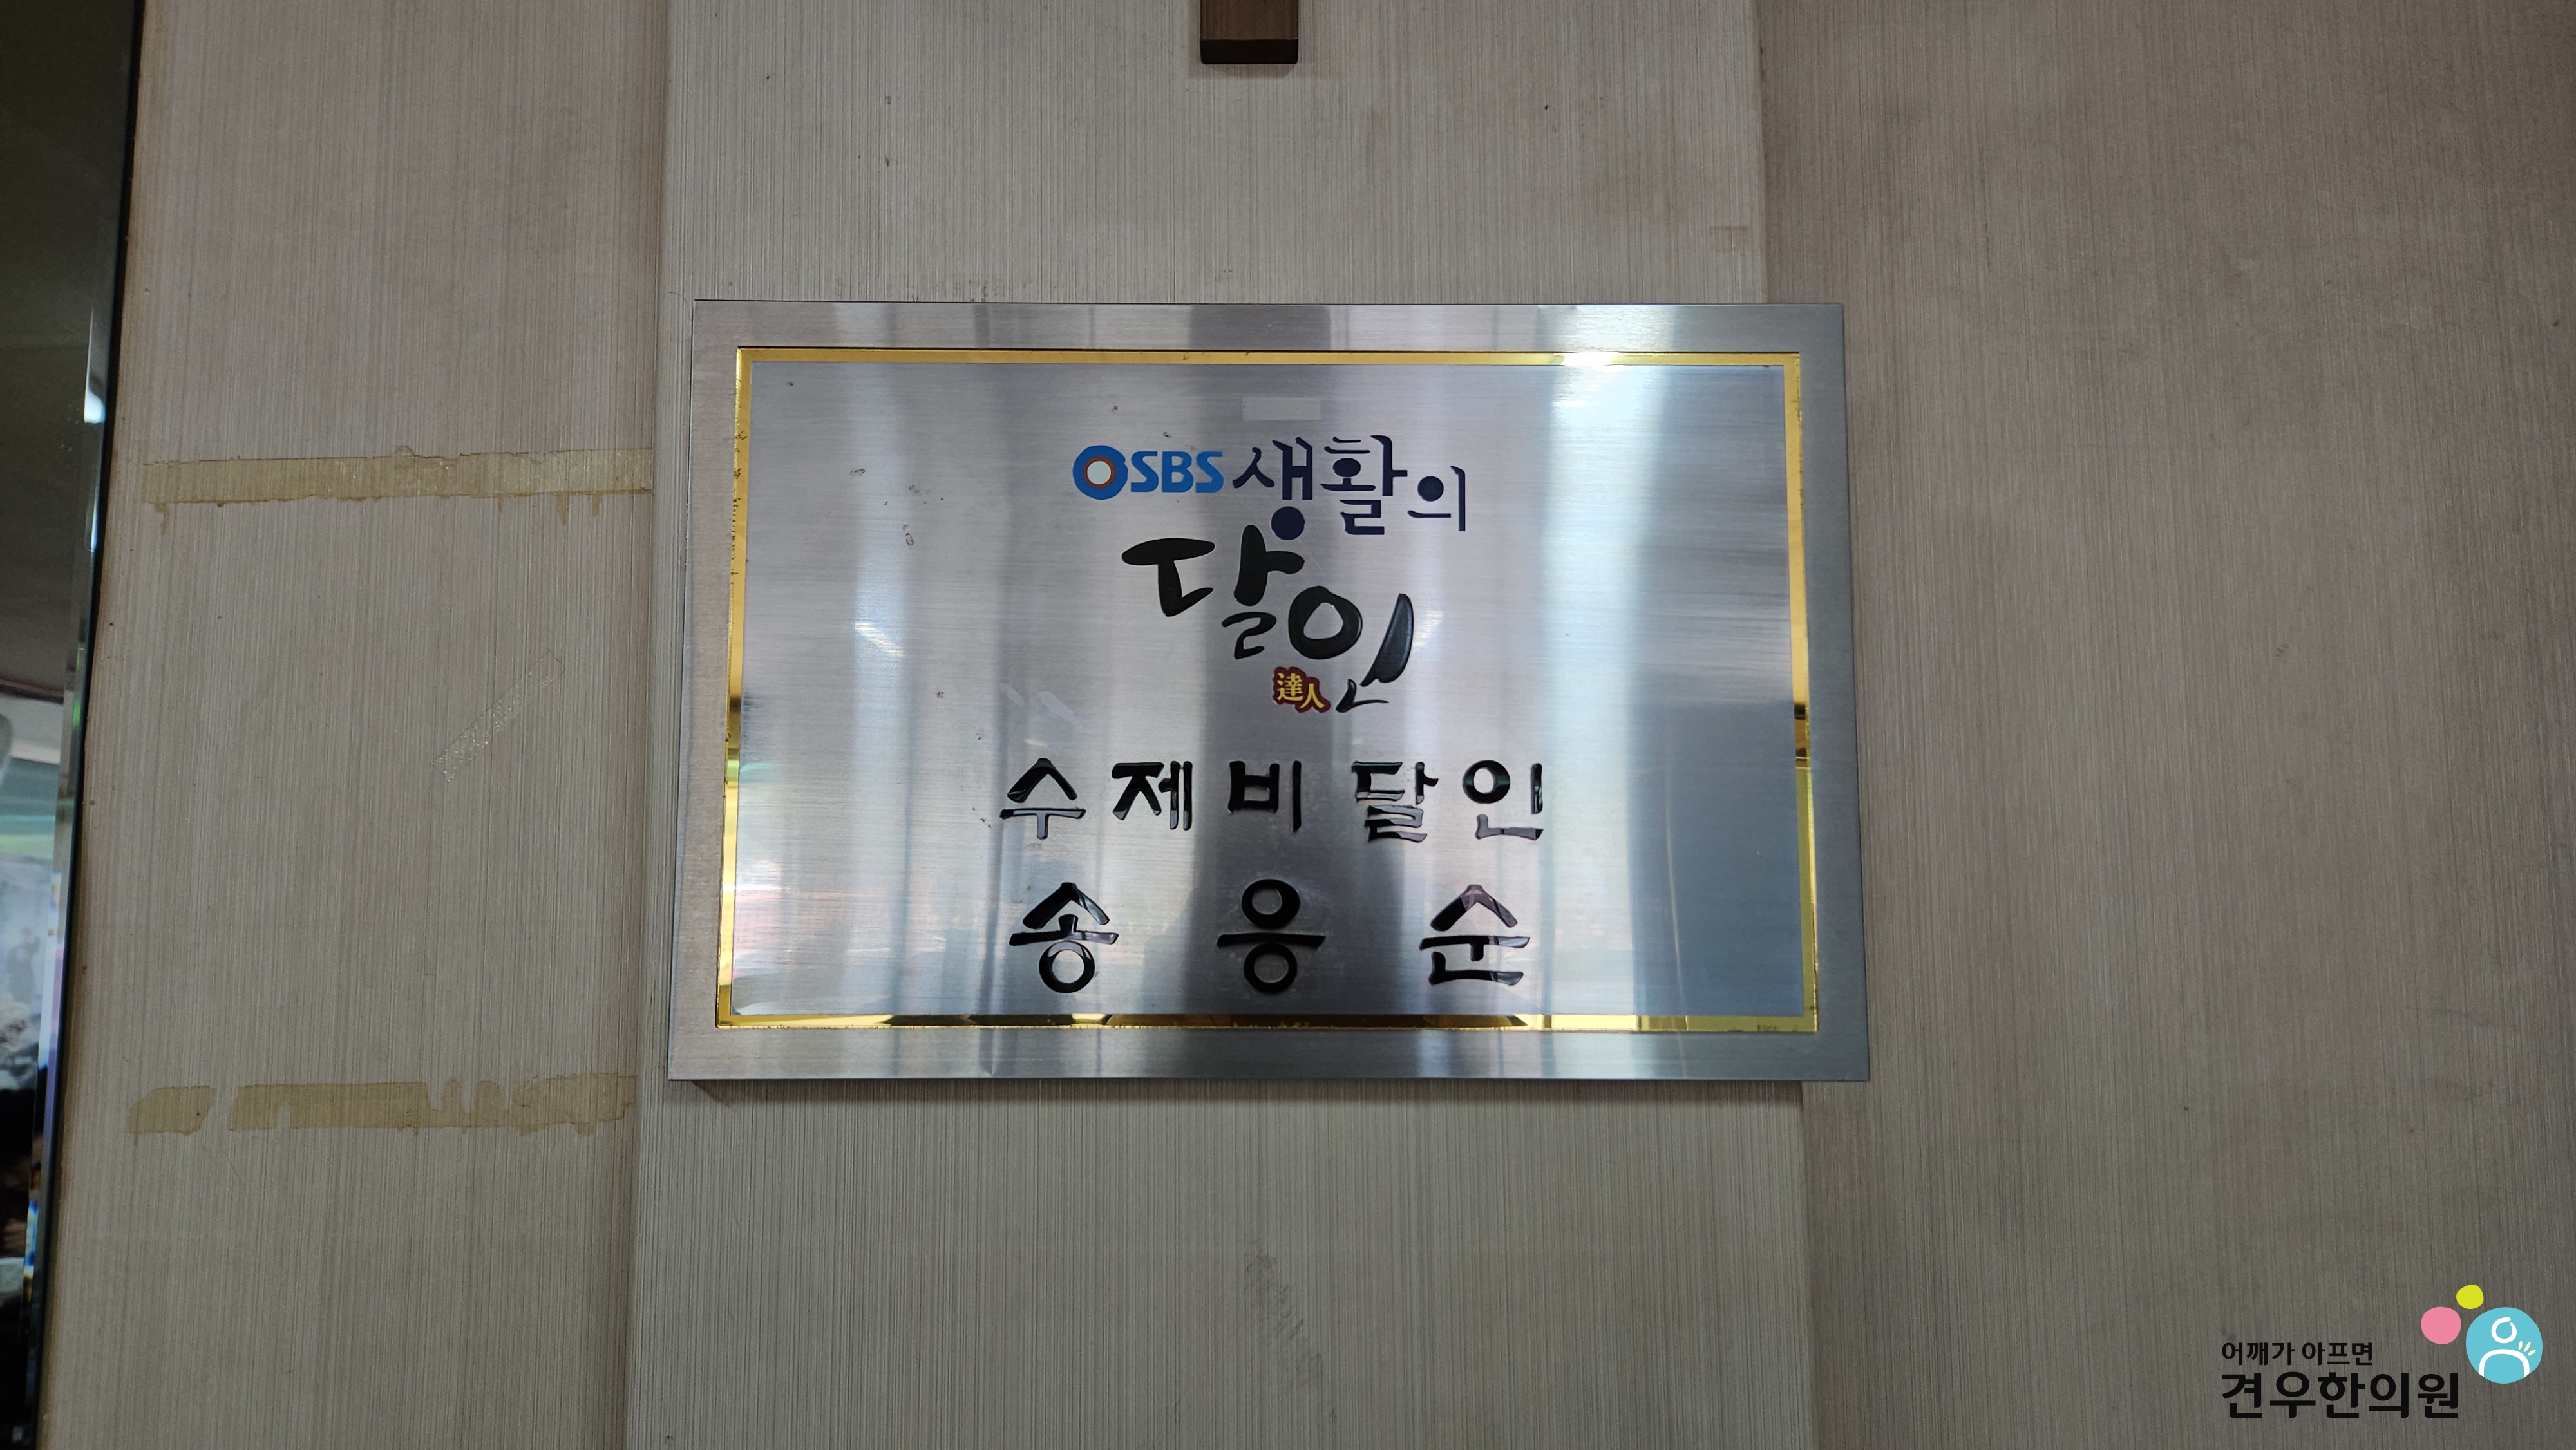 SBS 생활의
달인
達人
수제비달인
송응순
어깨가 아프면
견우한의원